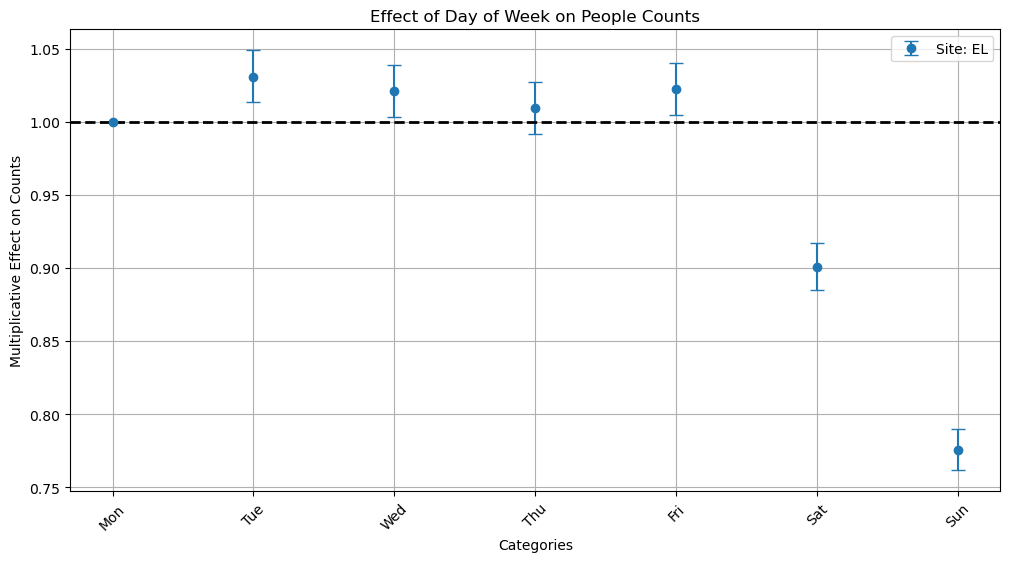 Effect of Day of Week on People Counts
Site: EL
Multiplicative Effect on Counts
1.05
1.00
0.95
0.90
0.85
0.80
0.75
Mon
Tue
Wed
Thu
Fri
Sat
Sun
Categories